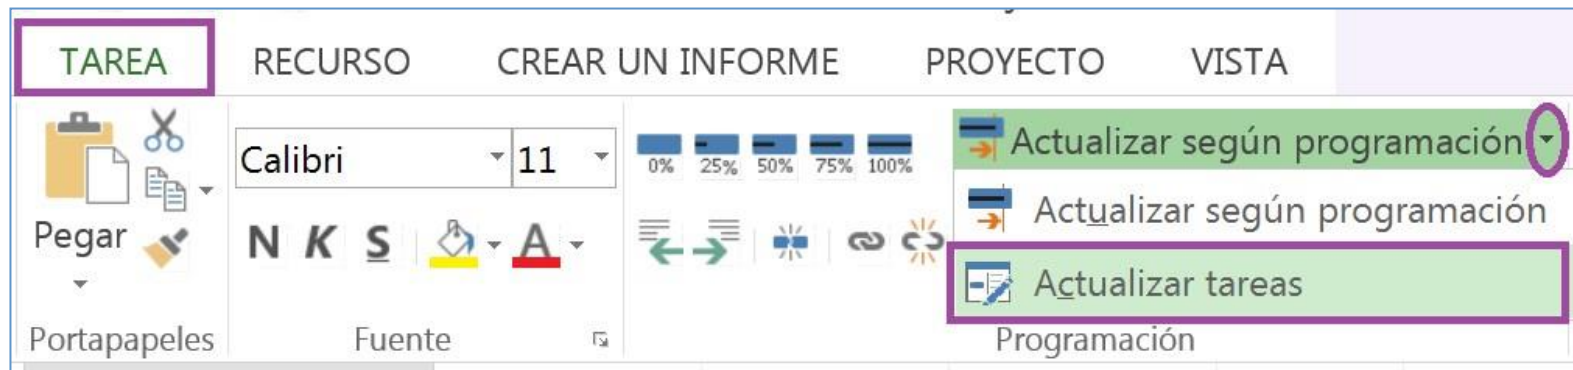 TAREA RECURSO CREAR UN INFORME PROYECTO VISTA
Pegar
Portapapeles
Calibri 11
N K S A
Fuente
0% 25% 50% 75% 100%
Actualizar según programación
Actualizar según programación
Actualizar tareas
Programación